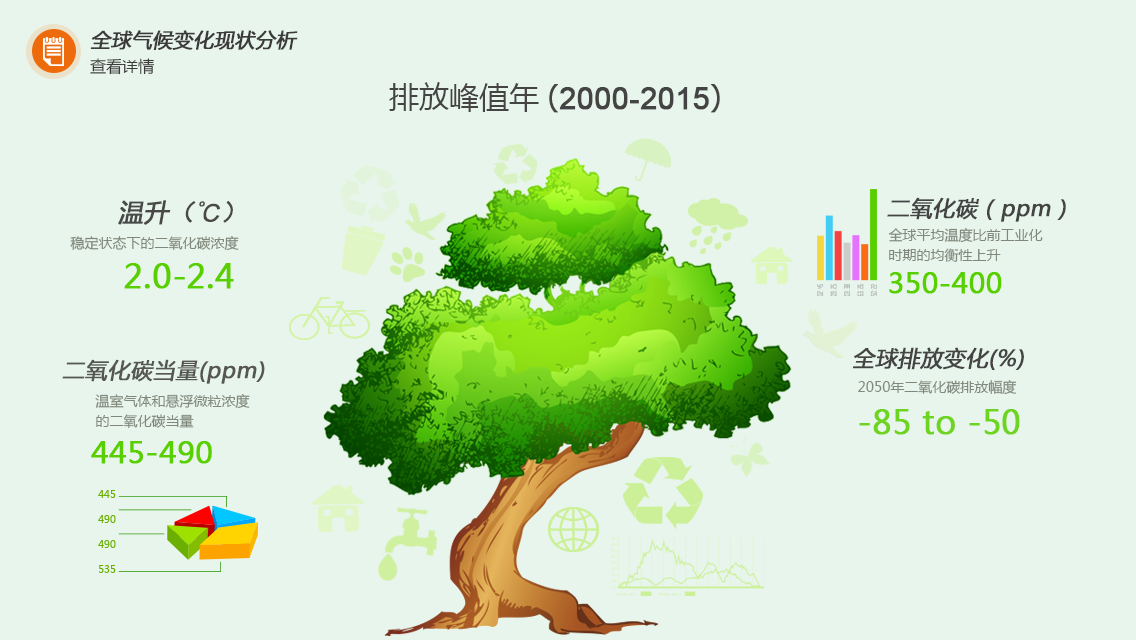 全球气候变化现状分析
查看详情
排放峰值年（2000-2015）
温升（℃）
稳定状态下的二氧化碳浓度
2.0-2.4
二氧化碳（ppm）
全球平均温度比前工业化
时期的均衡性上升
350-400
二氧化碳当量(ppm)
温室气体和悬浮微粒浓度
的二氧化碳当量
445-490
全球排放变化(%)
2050年二氧化碳排放幅度
-85 to -50
445
490
490
535